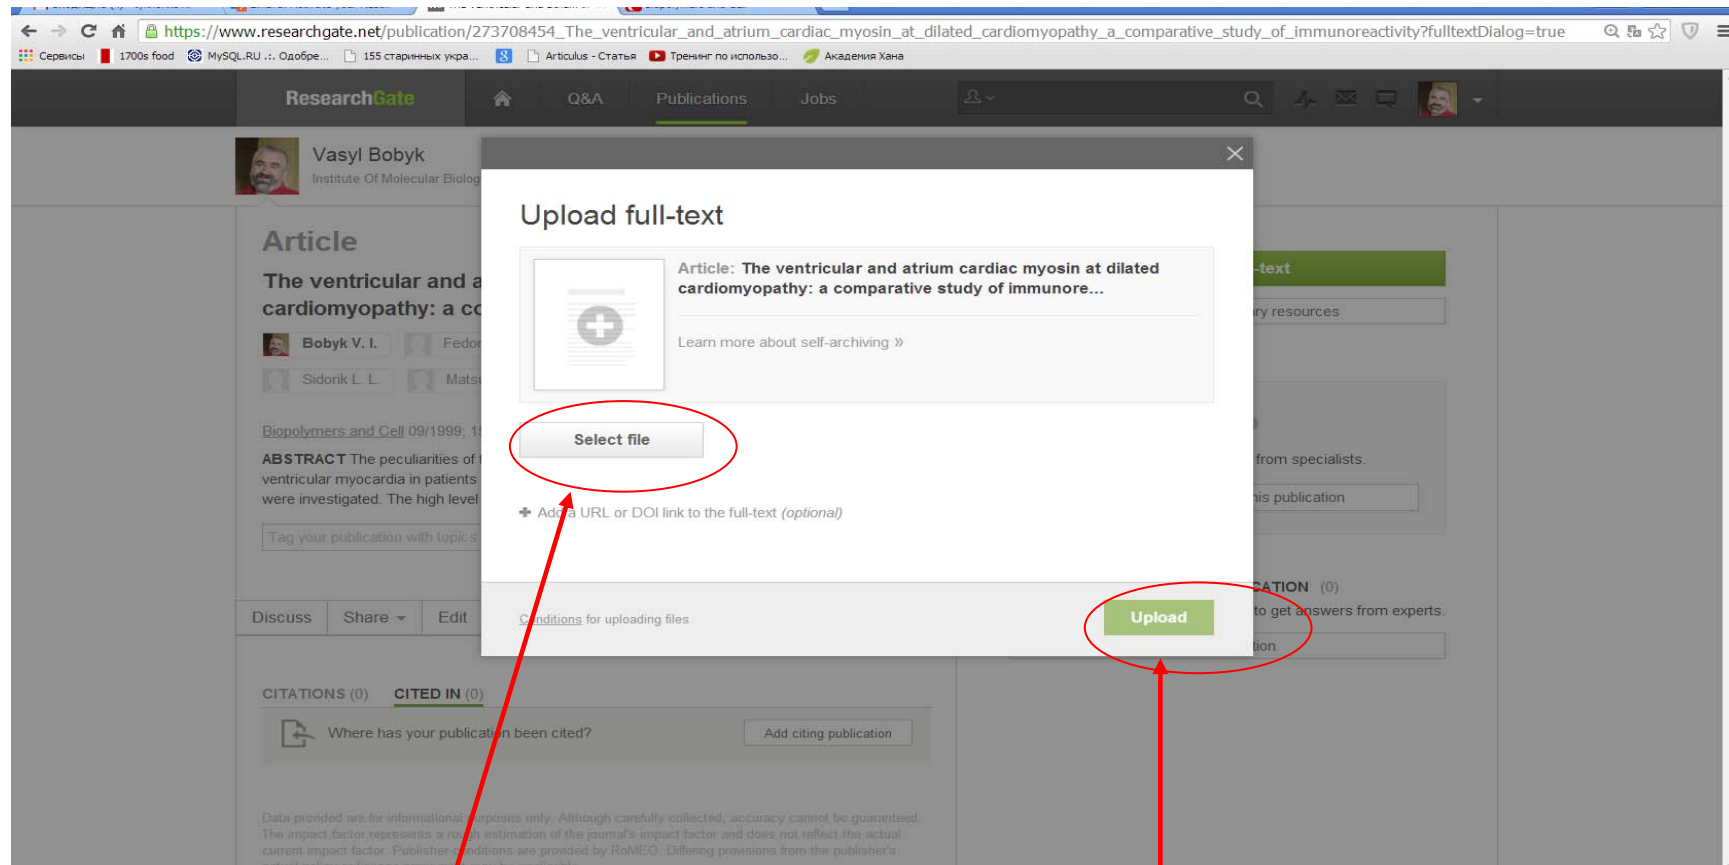 https://www.researchgate.net/publication/273708454_The_ventricular_and_atrium_cardiac_myosin_at_dilated_cardiomyopathy_a_comparative_study_of_immunoreactivity?fulltextDialog=true
Сервисы 1700s food MySQL.RU .:. Одобре... 155 старинных укра... 8 Articulus - Статья Тренинг по использо... Академия Хана
ResearchGate Q&A Publications Jobs
Vasyl Bobyk
Institute Of Molecular Biolog
Upload full-text
Article
Article: The ventricular and atrium cardiac myosin at dilated
cardiomyopathy: a comparative study of immunore...
The ventricular and a
cardiomyopathy: a co
-text
ry resources
Bobyk V. I. Fedor
Learn more about self-archiving »
Sidorik L. L. Matsu
Biopolymers and Cell 09/1999; 1
Select file
ABSTRACT The peculiarities of
ventricular myocardia in patients
were investigated. The high level
from specialists.
his publication
+ Add a URL or DOI link to the full-text (optional)
Tag your publication with topics
CATION (0)
to get answers from experts.
tion
Discuss Share Edit
Conditions for uploading files
Upload
CITATIONS (0) CITED IN (0)
Where has your publication been cited? Add citing publication
Data provided are for informational purposes only. Although carefully collected, accuracy cannot be guaranteed.
The impact factor represents a rough estimation of the journal's impact factor and does not reflect the actual
current impact factor. Publisher conditions are provided by RoMEO. Differing provisions from the publisher's